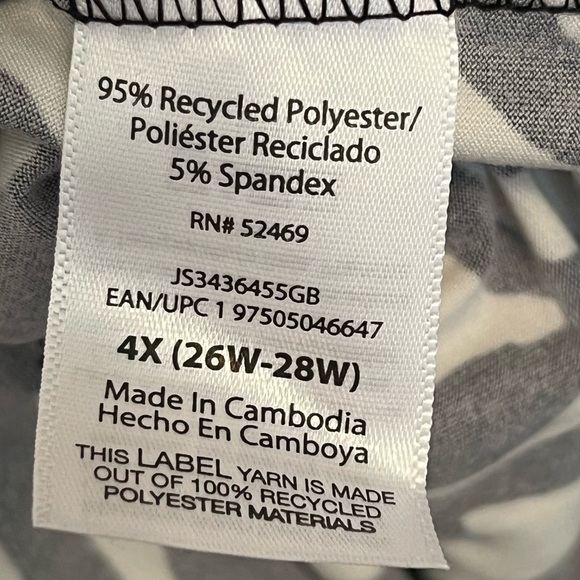 95% Recycled Polyester/
Poliéster Reciclado
5% Spandex
RN# 52469
JS3436455GB
EAN/UPC 1 97505046647
4X (26W-28W)
Made In Cambodia
Hecho En Camboya
THIS LABEL YARN IS MADE
OUT OF 100% RECYCLED
POLYESTER MATERIALS